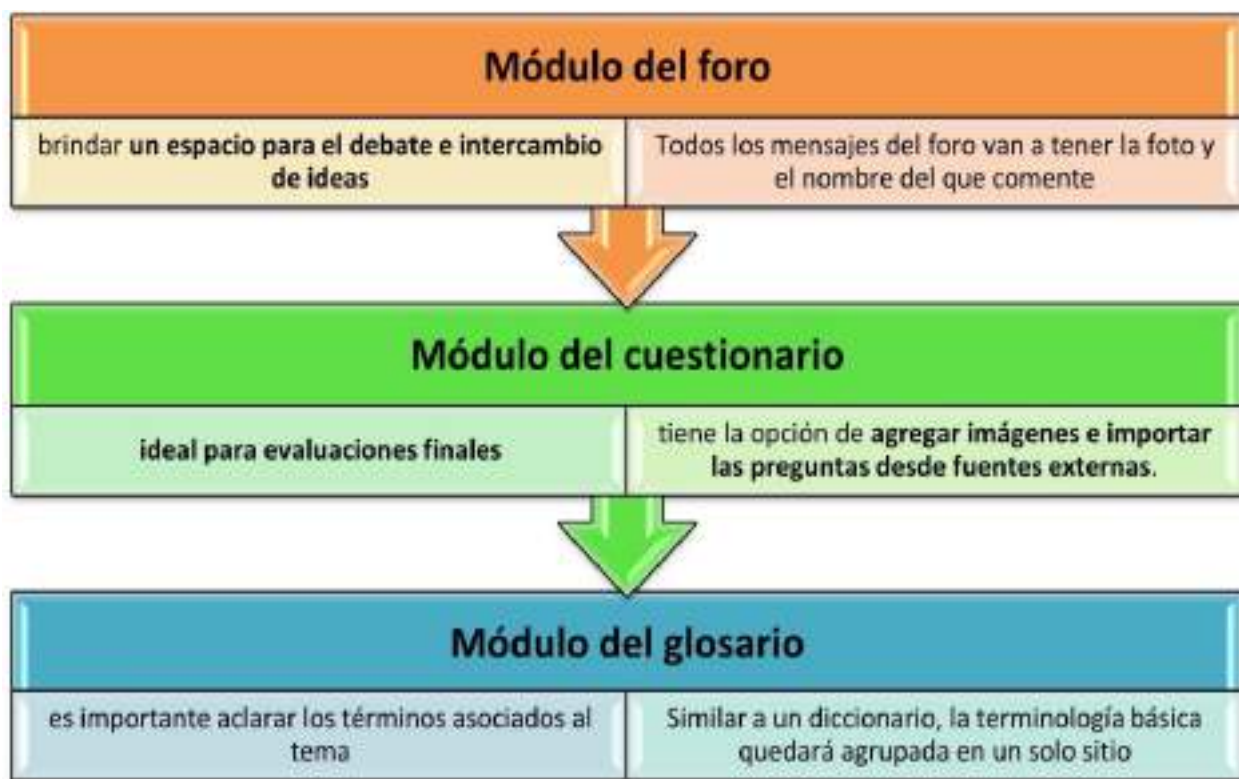 Módulo del foro
brindar un espacio para el debate e intercambio
de ideas
Todos los mensajes del foro van a tener la foto y
el nombre del que comente
Módulo del cuestionario
ideal para evaluaciones finales
tiene la opción de agregar imágenes e importar
las preguntas desde fuentes externas.
Módulo del glosario
es importante aclarar los términos asociados al
tema
Similar a un diccionario, la terminología básica
quedará agrupada en un solo sitio